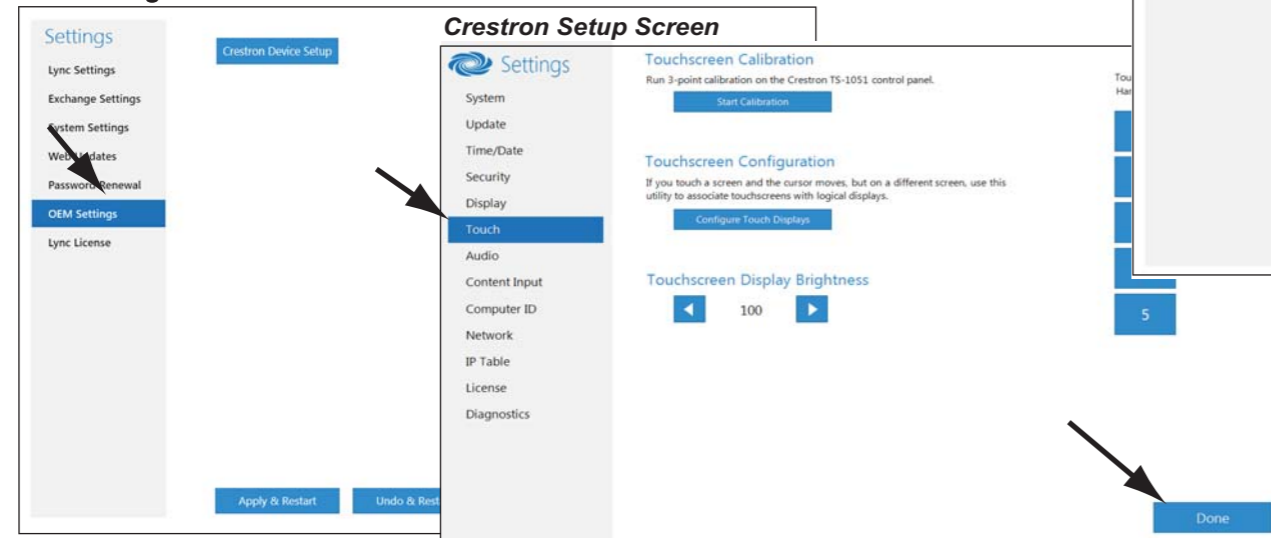 Crestron Setup Screen
Settings
Crestron Device Setup
Lync Settings
Exchange Settings
System Settings
Web Updates
Password Renewal
OEM Settings
Lync License
Apply & Restart
Undo & Rest
Settings
System
Update
Time/Date
Security
Display
Touch
Audio
Content Input
Computer ID
Network
IP Table
License
Diagnostics
Touchscreen Calibration
Run 3-point calibration on the Crestron TS-1051 control panel.
Start Calibration
Touchscreen Configuration
If you touch a screen and the cursor moves, but on a different screen, use this
utility to associate touchscreens with logical displays.
Configure Touch Displays
Touchscreen Display Brightness
100
Tou
Har
5
Done